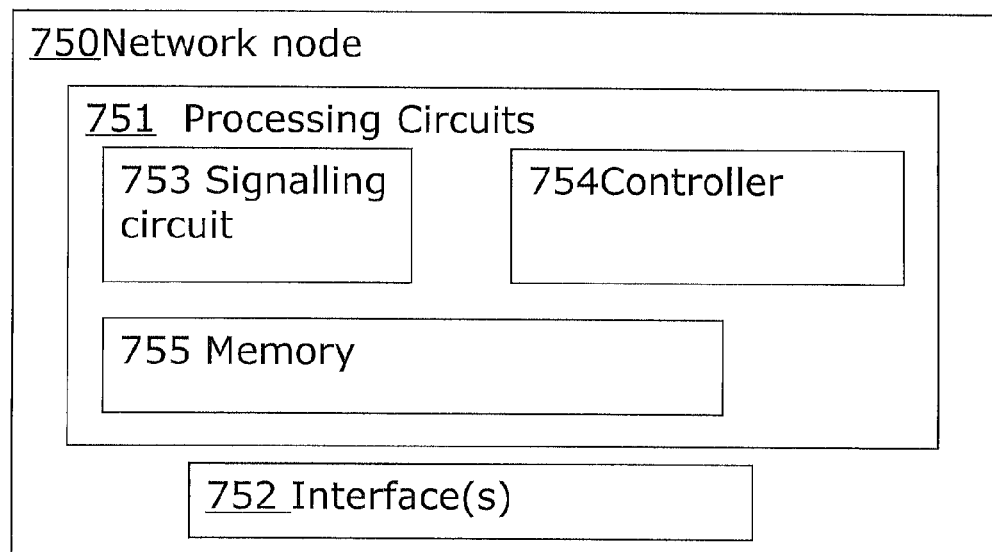 750Network node
751 Processing Circuits
753 Signalling
circuit
754Controller
755 Memory
752 Interface(s)